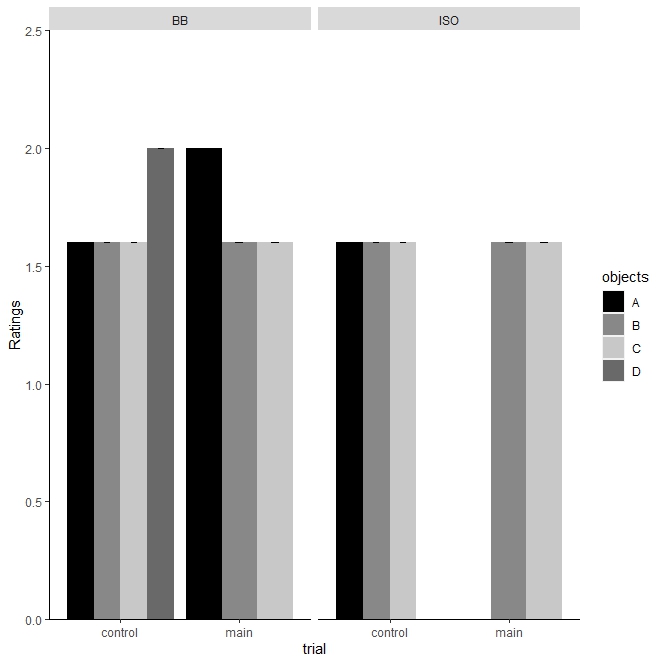 BB
ISO
2.5
2.0
1.5
1.0
0.5
0.0
Ratings
control
main
control
main
trial
objects
A
B
C
D